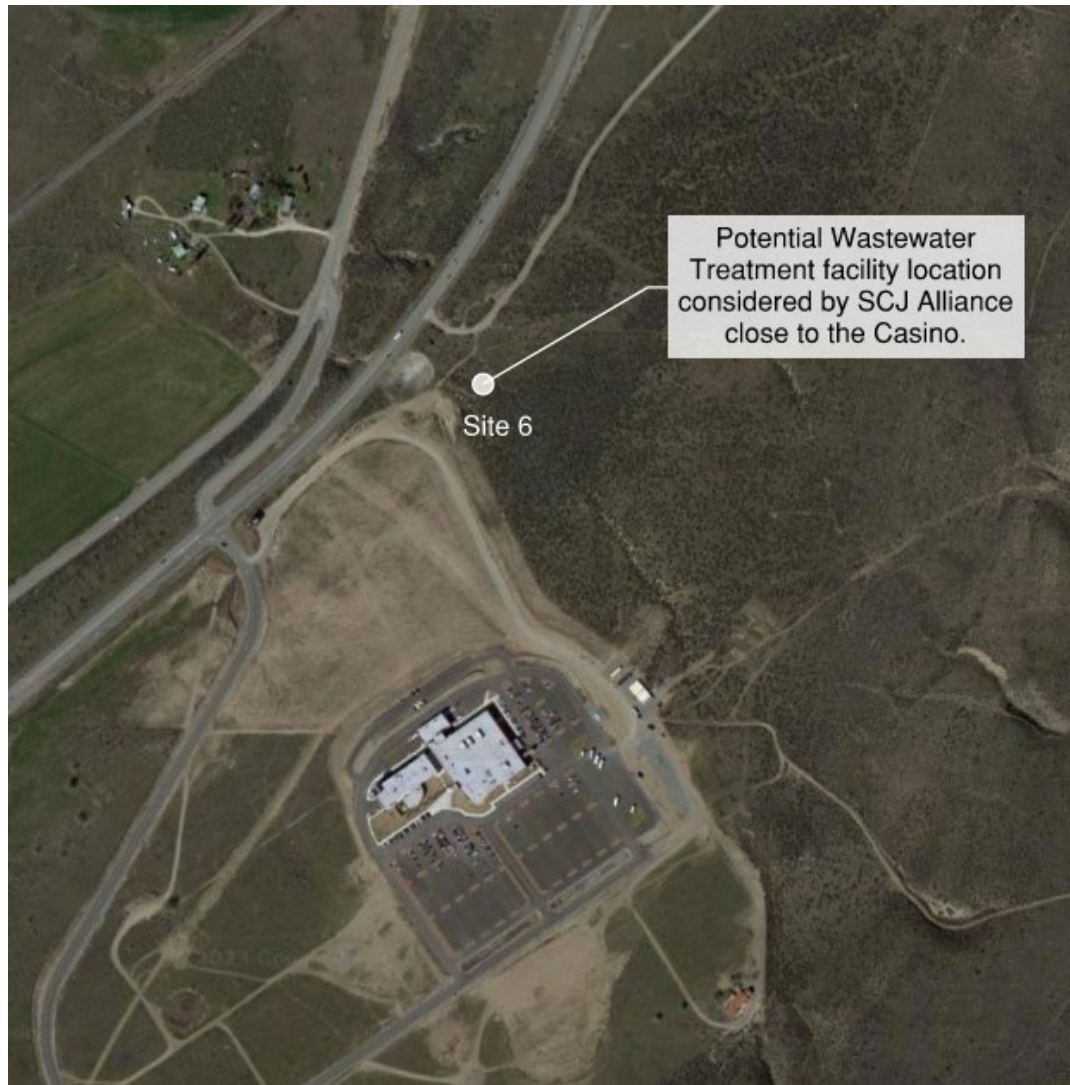 Potential Wastewater
Treatment facility location
considered by SCJ Alliance
close to the Casino.
Site 6